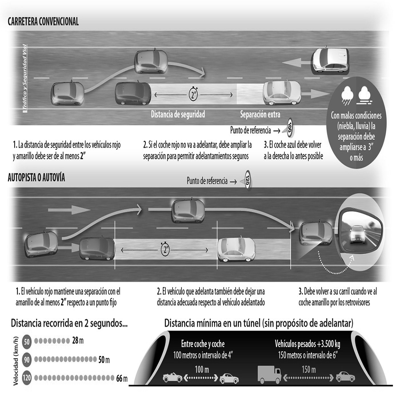 CARRETERA CONVENCIONAL
Tráfico y Seguridad Vial
2"
Distancia de seguridad
Separación extra
Punto de referencia →
Con malas condiciones
(niebla, lluvia) la
separación debe
ampliarse a 3"
o más
1. La distancia de seguridad entre los vehículos rojo
y amarillo debe ser de al menos 2"
2. Si el coche rojo no va a adelantar, debe ampliar la
separación para permitir adelantamientos seguros
3. El coche azul debe volver
a la derecha lo antes posible
AUTOPISTA O AUTOVÍA
Punto de referencia →
2"
1. El vehículo rojo mantiene una separación con el
amarillo de al menos 2" respecto a un punto fijo
2. El vehículo que adelanta también debe dejar una
distancia adecuada respecto al vehículo adelantado
3. Debe volver a su carril cuando ve al
coche amarillo por los retrovisores
Distancia recorrida en 2 segundos...
Velocidad (km/h)
50 28 m
90 50 m
120 66 m
Distancia mínima en un túnel (sin propósito de adelantar)
Entre coche y coche
100 metros o intervalo de 4"
100 m
Vehículos pesados +3.500 kg
150 metros o intervalo de 6"
150 m